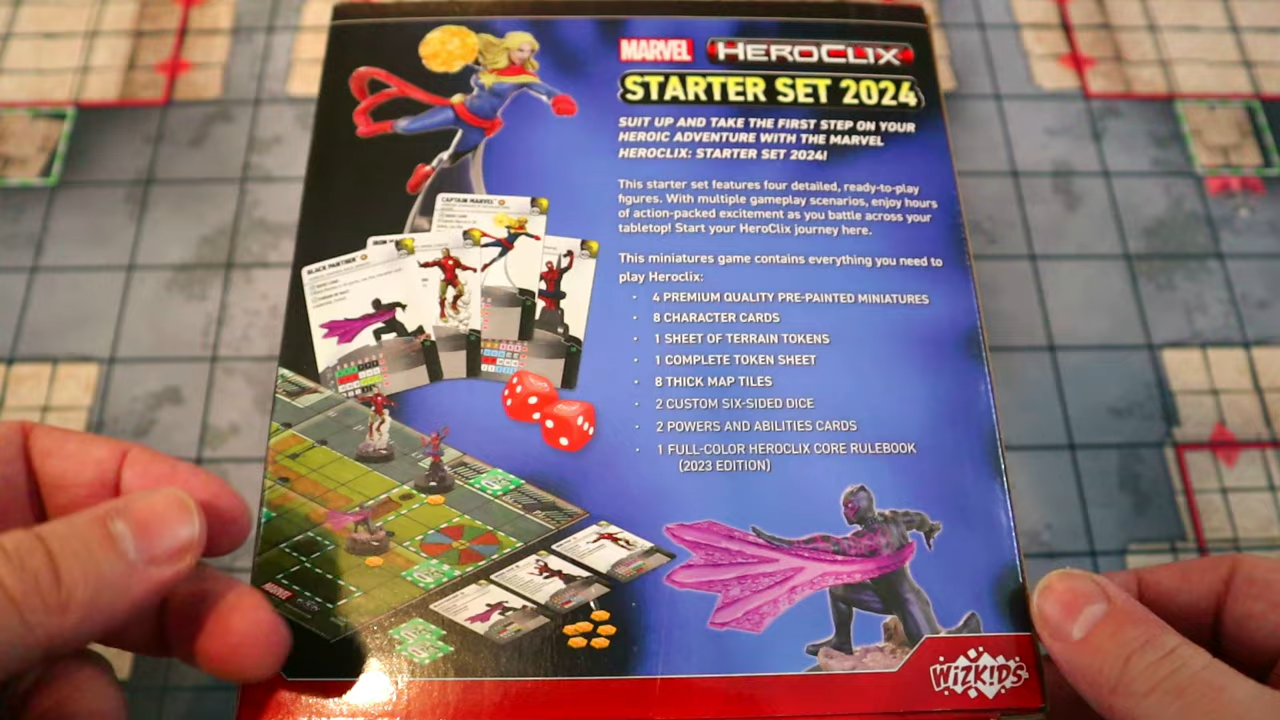 MARVEL HEROCLIX
STARTER SET 2024
SUIT UP AND TAKE THE FIRST STEP ON YOUR
HEROIC ADVENTURE WITH THE MARVEL
HEROCLIX: STARTER SET 2024!
This starter set features four detailed, ready-to-play
figures. With multiple gameplay scenarios, enjoy hours
of action-packed excitement as you battle across your
tabletop! Start your HeroClix journey here.
This miniatures game contains everything you need to
play Heroclix:
• 4 PREMIUM QUALITY PRE-PAINTED MINIATURES
• 8 CHARACTER CARDS
• 1 SHEET OF TERRAIN TOKENS
• 1 COMPLETE TOKEN SHEET
• 8 THICK MAP TILES
• 2 CUSTOM SIX-SIDED DICE
• 2 POWERS AND ABILITIES CARDS
• 1 FULL-COLOR HEROCLIX CORE RULEBOOK
(2023 EDITION)
CAPTAIN MARVEL
IRON
BLACK PANTHER
MARVEL
WIZKIDS